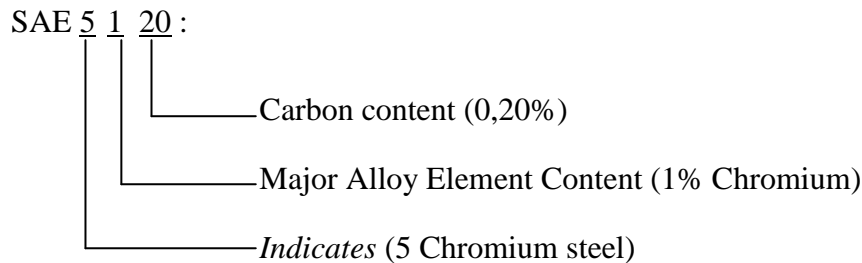 SAE 5 1 20 :
Carbon content (0,20%)
Major Alloy Element Content (1% Chromium)
Indicates (5 Chromium steel)